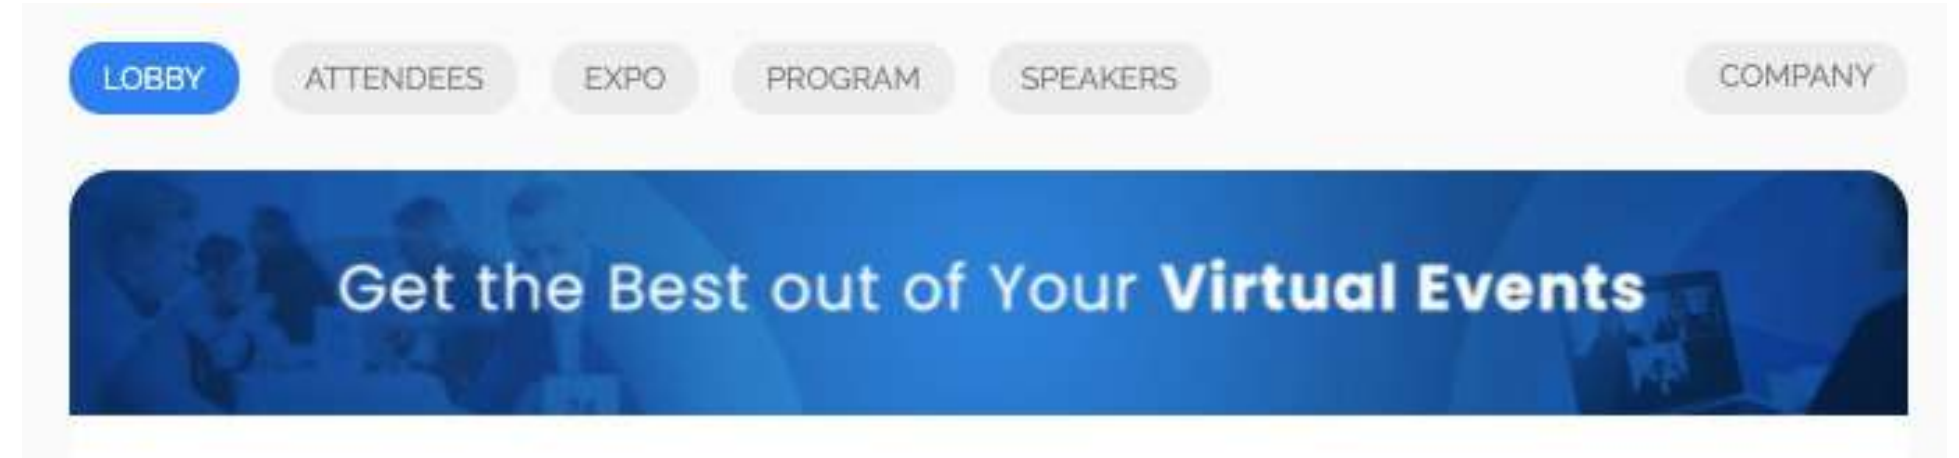 LOBBY ATTENDEES EXPO PROGRAM SPEAKERS COMPANY
Get the Best out of Your Virtual Events